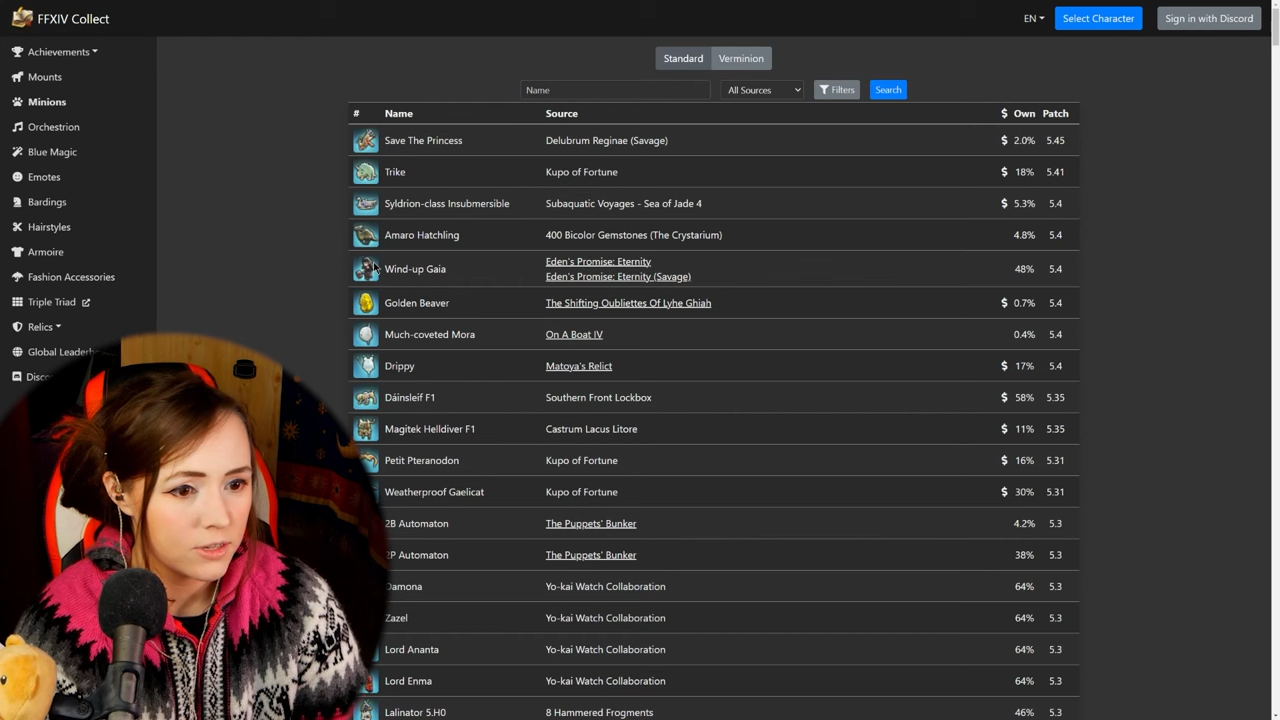 FFXIV Collect
EN
Select Character
Sign in with Discord
Achievements
Mounts
Minions
Orchestrion
Blue Magic
Emotes
Bardings
Hairstyles
Armoire
Fashion Accessories
Triple Triad
Relics
Global Leaderb
Disco
Standard
Verminion
Name
All Sources
Filters
Search
# Name Source $ Own Patch
Save The Princess Delubrum Reginae (Savage) $ 2.0% 5.45
Trike Kupo of Fortune $ 18% 5.41
Syldrion-class Insubmersible Subaquatic Voyages - Sea of Jade 4 $ 5.3% 5.4
Amaro Hatchling 400 Bicolor Gemstones (The Crystarium) 4.8% 5.4
Wind-up Gaia Eden's Promise: Eternity 48% 5.4
Eden's Promise: Eternity (Savage)
Golden Beaver The Shifting Oubliettes Of Lyhe Ghiah $ 0.7% 5.4
Much-coveted Mora On A Boat IV 0.4% 5.4
Drippy Matoya's Relict $ 17% 5.4
Dáinsleif F1 Southern Front Lockbox $ 58% 5.35
Magitek Helldiver F1 Castrum Lacus Litore $ 11% 5.35
Petit Pteranodon Kupo of Fortune $ 16% 5.31
Weatherproof Gaelicat Kupo of Fortune $ 30% 5.31
2B Automaton The Puppets' Bunker 4.2% 5.3
2P Automaton The Puppets' Bunker 38% 5.3
Damona Yo-kai Watch Collaboration 64% 5.3
Zazel Yo-kai Watch Collaboration 64% 5.3
Lord Ananta Yo-kai Watch Collaboration 64% 5.3
Lord Enma Yo-kai Watch Collaboration 64% 5.3
Lalinator 5.H0 8 Hammered Frogments 46% 5.3